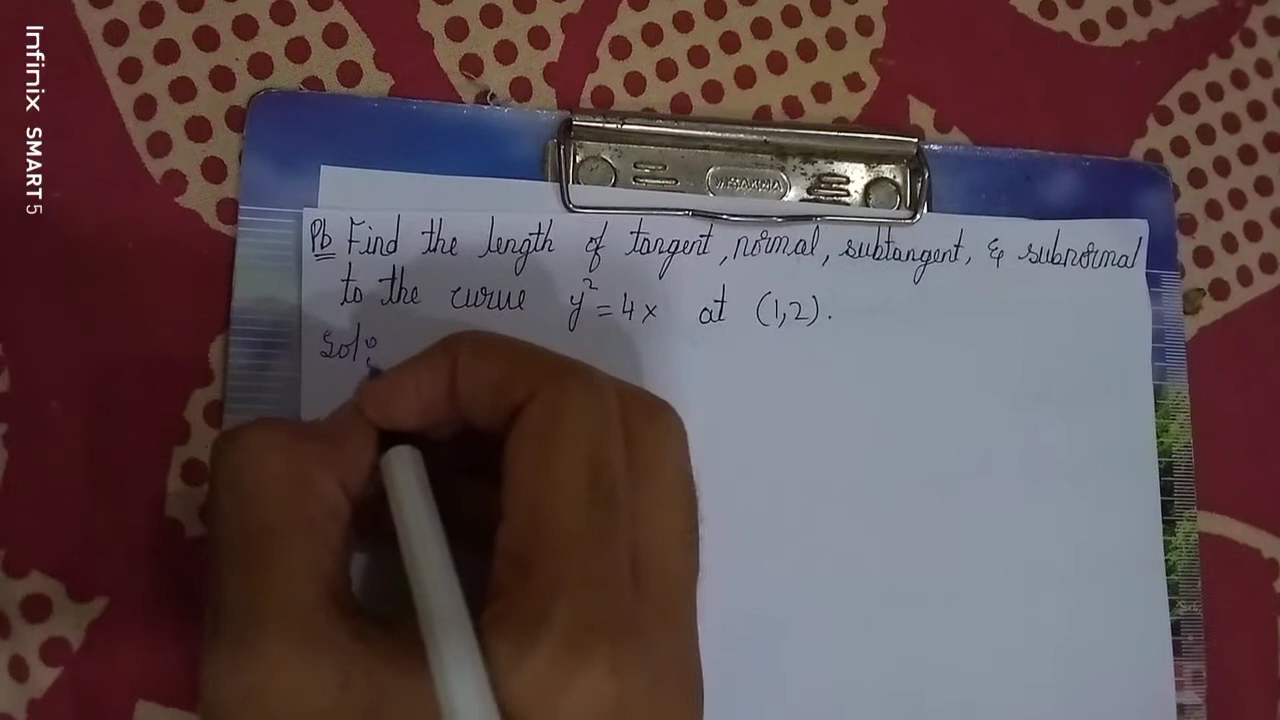 Infinix SMART 5
Pb Find the length of tangent, normal, subtangent, & subnormal
to the curve y² = 4x at (1,2).
Sol: